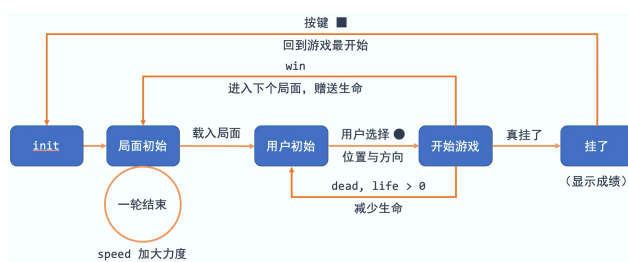 按键 ■
回到游戏最开始
win
进入下个局面，赠送生命
init
局面初始
载入局面
用户初始
用户选择 ●
位置与方向
开始游戏
真挂了
挂了
（显示成绩）
dead, life > 0
减少生命
一轮结束
speed 加大力度